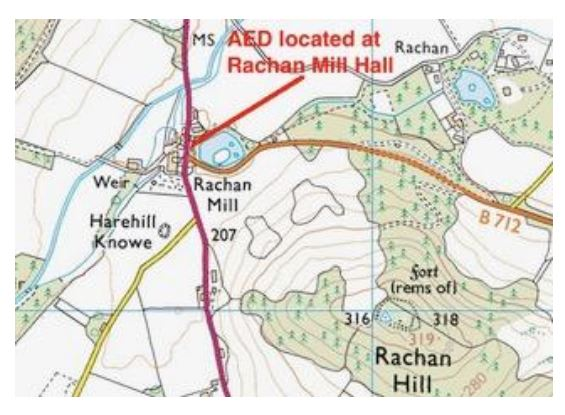 MS
AED located at
Rachan Mill Hall
Rachan
Weir
Rachan
Mill
Harehill
Knowe
207
B 712
fort
(rems of)
316
318
319
Rachan
Hill
280